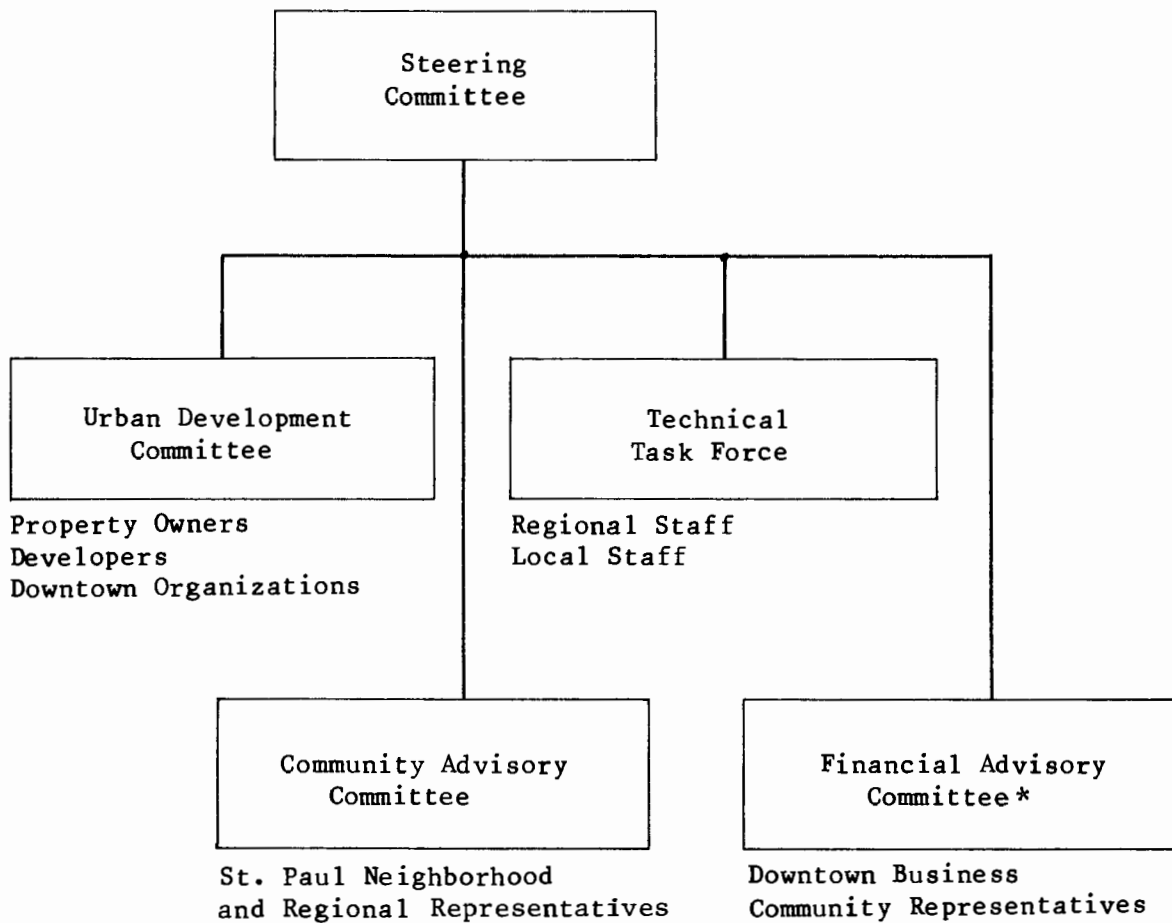 Steering
Committee
Urban Development
Committee
Property Owners
Developers
Downtown Organizations
Technical
Task Force
Regional Staff
Local Staff
Community Advisory
Committee
St. Paul Neighborhood
and Regional Representatives
Financial Advisory
Committee*
Downtown Business
Community Representatives